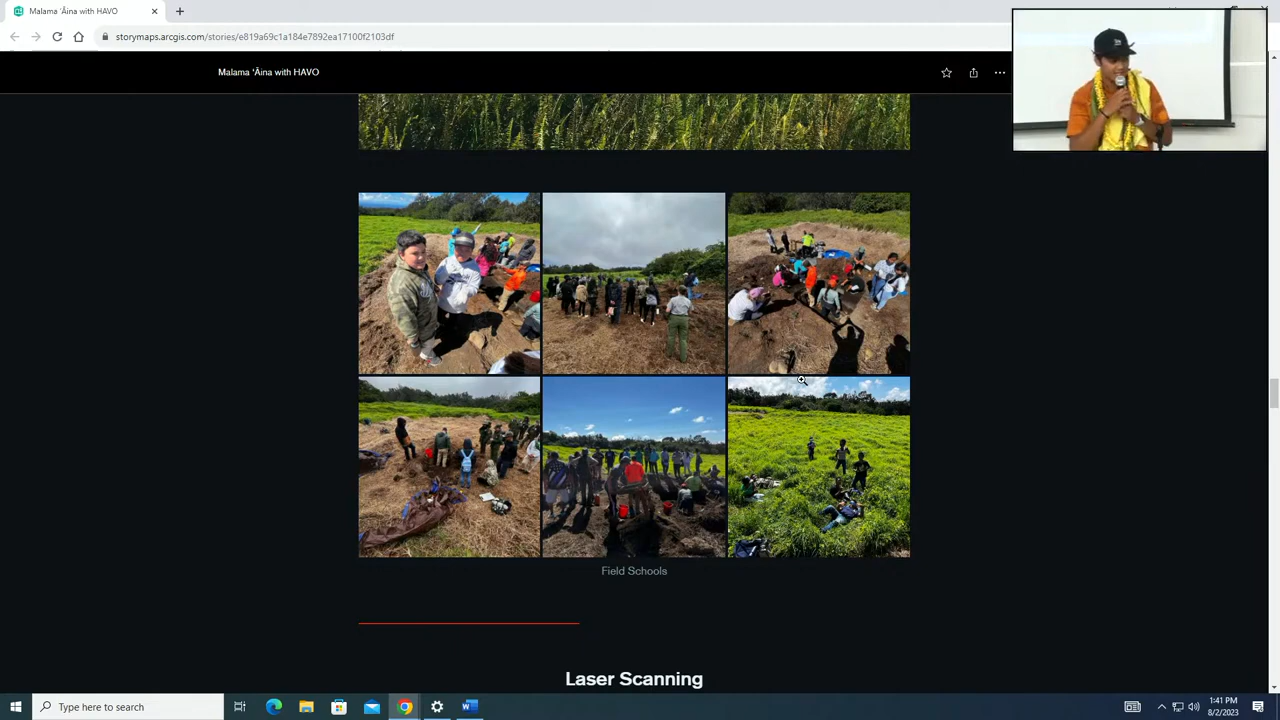 Malama ʻĀina with HAVO
storymaps.arcgis.com/stories/e819a69c1a184e7892ea17100f2103df
Malama ʻĀina with HAVO
Field Schools
Laser Scanning
Type here to search
1:41 PM
8/2/2023